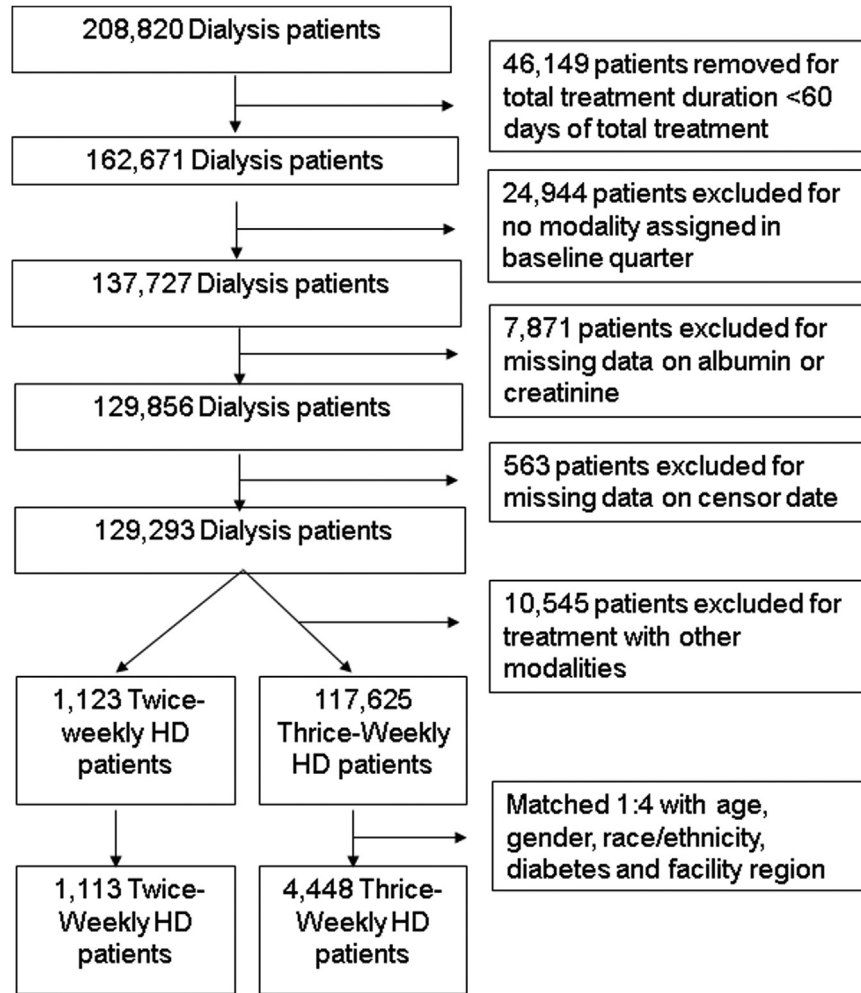 208,820 Dialysis patients
46,149 patients removed for
total treatment duration <60
days of total treatment
162,671 Dialysis patients
24,944 patients excluded for
no modality assigned in
baseline quarter
137,727 Dialysis patients
7,871 patients excluded for
missing data on albumin or
creatinine
129,856 Dialysis patients
563 patients excluded for
missing data on censor date
129,293 Dialysis patients
10,545 patients excluded for
treatment with other
modalities
1,123 Twice-
weekly HD
patients
117,625
Thrice-Weekly
HD patients
Matched 1:4 with age,
gender, race/ethnicity,
diabetes and facility region
1,113 Twice-
Weekly HD
patients
4,448 Thrice-
Weekly HD
patients